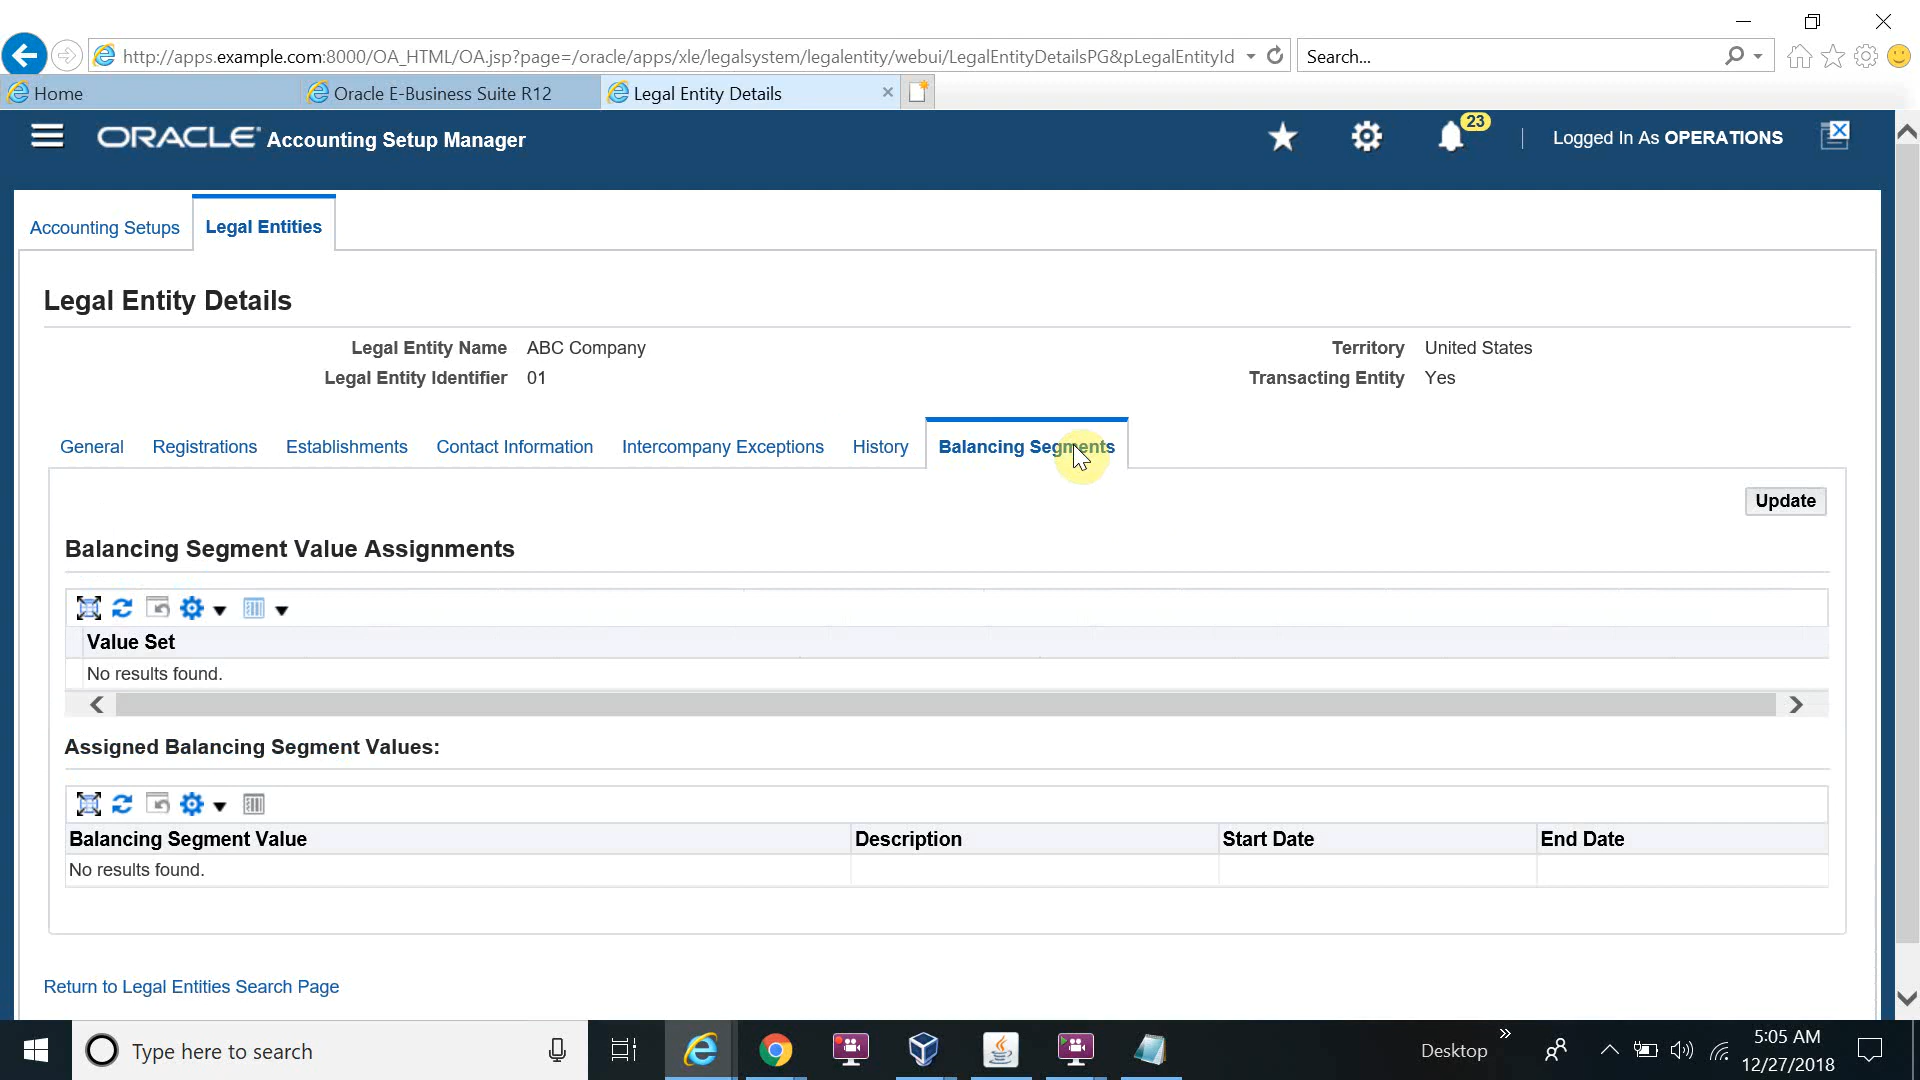 http://apps.example.com:8000/OA_HTML/OA.jsp?page=/oracle/apps/xle/legalsystem/legalentity/webui/LegalEntityDetailsPG&pLegalEntityId
Search...
Home
Oracle E-Business Suite R12
Legal Entity Details
ORACLE Accounting Setup Manager
23
Logged In As OPERATIONS
Accounting Setups
Legal Entities
Legal Entity Details
Legal Entity Name ABC Company
Territory United States
Legal Entity Identifier 01
Transacting Entity Yes
General
Registrations
Establishments
Contact Information
Intercompany Exceptions
History
Balancing Segments
Update
Balancing Segment Value Assignments
Value Set
No results found.
Assigned Balancing Segment Values:
Balancing Segment Value
Description
Start Date
End Date
No results found.
Return to Legal Entities Search Page
Type here to search
Desktop
5:05 AM
12/27/2018